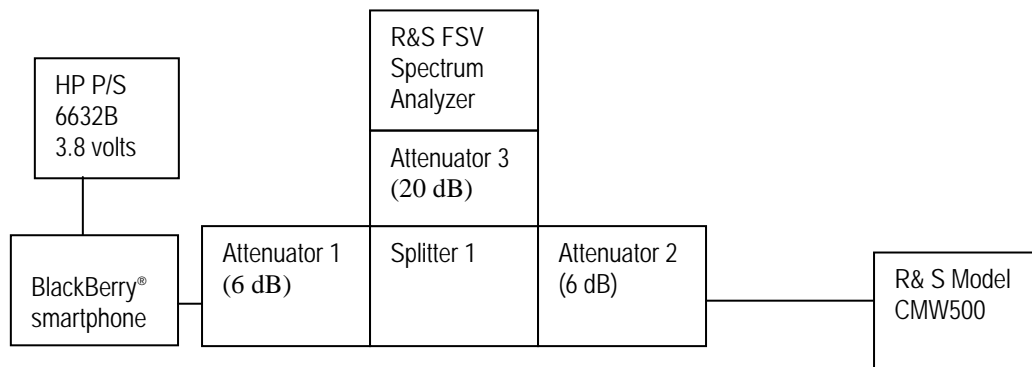 R&S FSV
Spectrum
Analyzer
HP P/S
6632B
3.8 volts
Attenuator 3
(20 dB)
BlackBerry®
smartphone
Attenuator 1
(6 dB)
Splitter 1
Attenuator 2
(6 dB)
R& S Model
CMW500